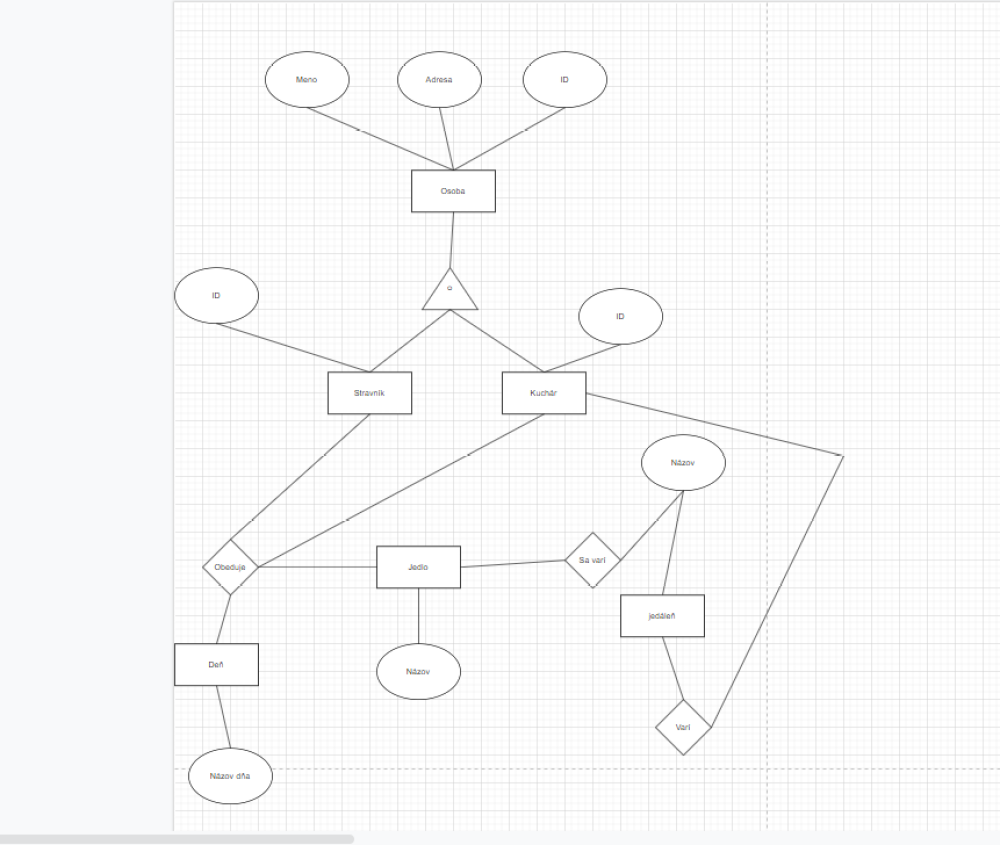 Meno
Adresa
ID
Osoba
ID
o
ID
Stravník
Kuchár
Názov
Obeduje
Jedlo
Sa varí
jedáleň
Deň
Názov
Varí
Názov dňa